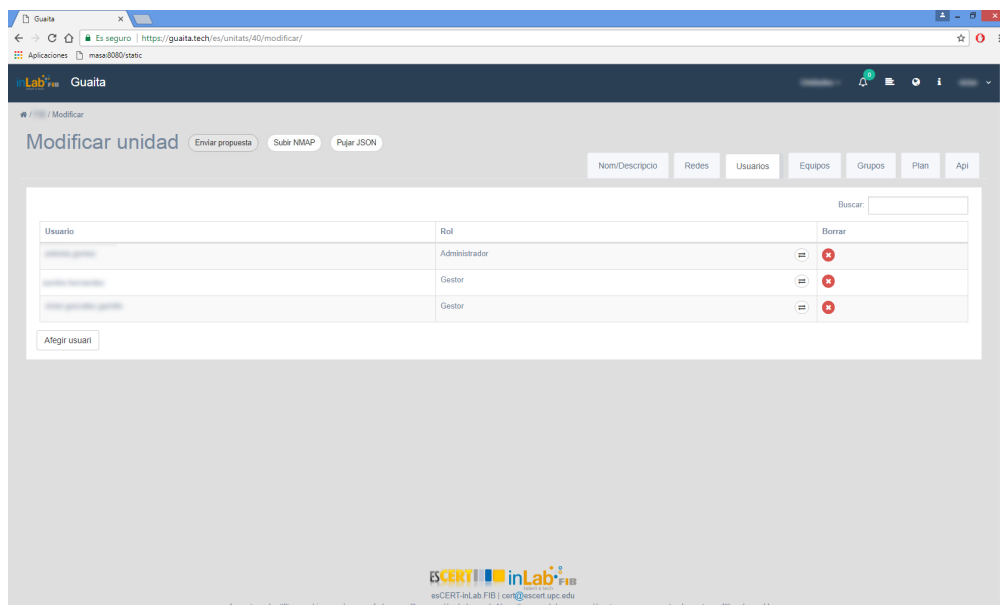 Guaita
Es seguro | https://guaita.tech/es/unitats/40/modificar/
Aplicaciones masai8080/static
inLab FIB Guaita
0
/ Modificar
Modificar unidad Enviar propuesta Subir NMAP Pujar JSON
Nom/Descripcio Redes Usuarios Equipos Grupos Plan Api
Buscar:
Usuario Rol Borrar
Administrador
Gestor
Gestor
Afegir usuari
ESCERT inLab FIB
esCERT-inLab.FIB | cert@escert.upc.edu